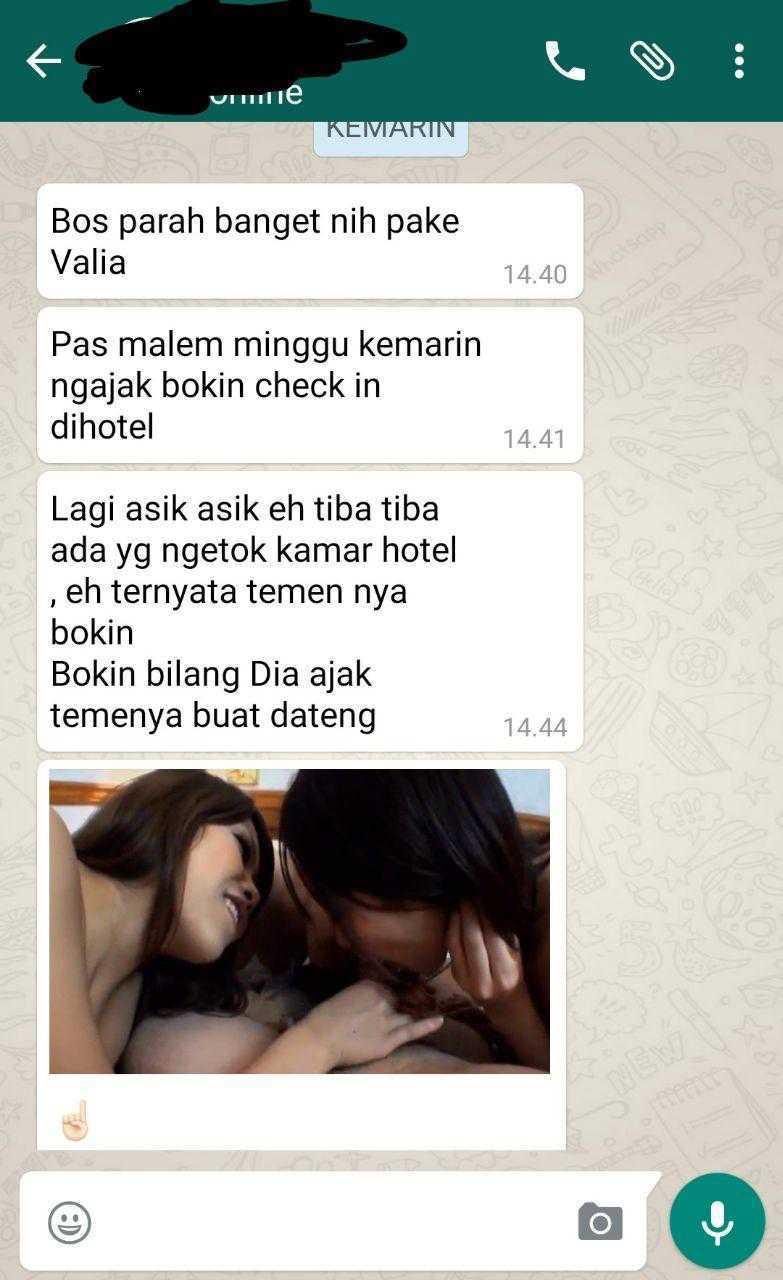 online
KEMARIN
Bos parah banget nih pake
Valia
14.40
Pas malem minggu kemarin
ngajak bokin check in
dihotel
14.41
Lagi asik asik eh tiba tiba
ada yg ngetok kamar hotel
, eh ternyata temen nya
bokin
Bokin bilang Dia ajak
temenya buat dateng
14.44